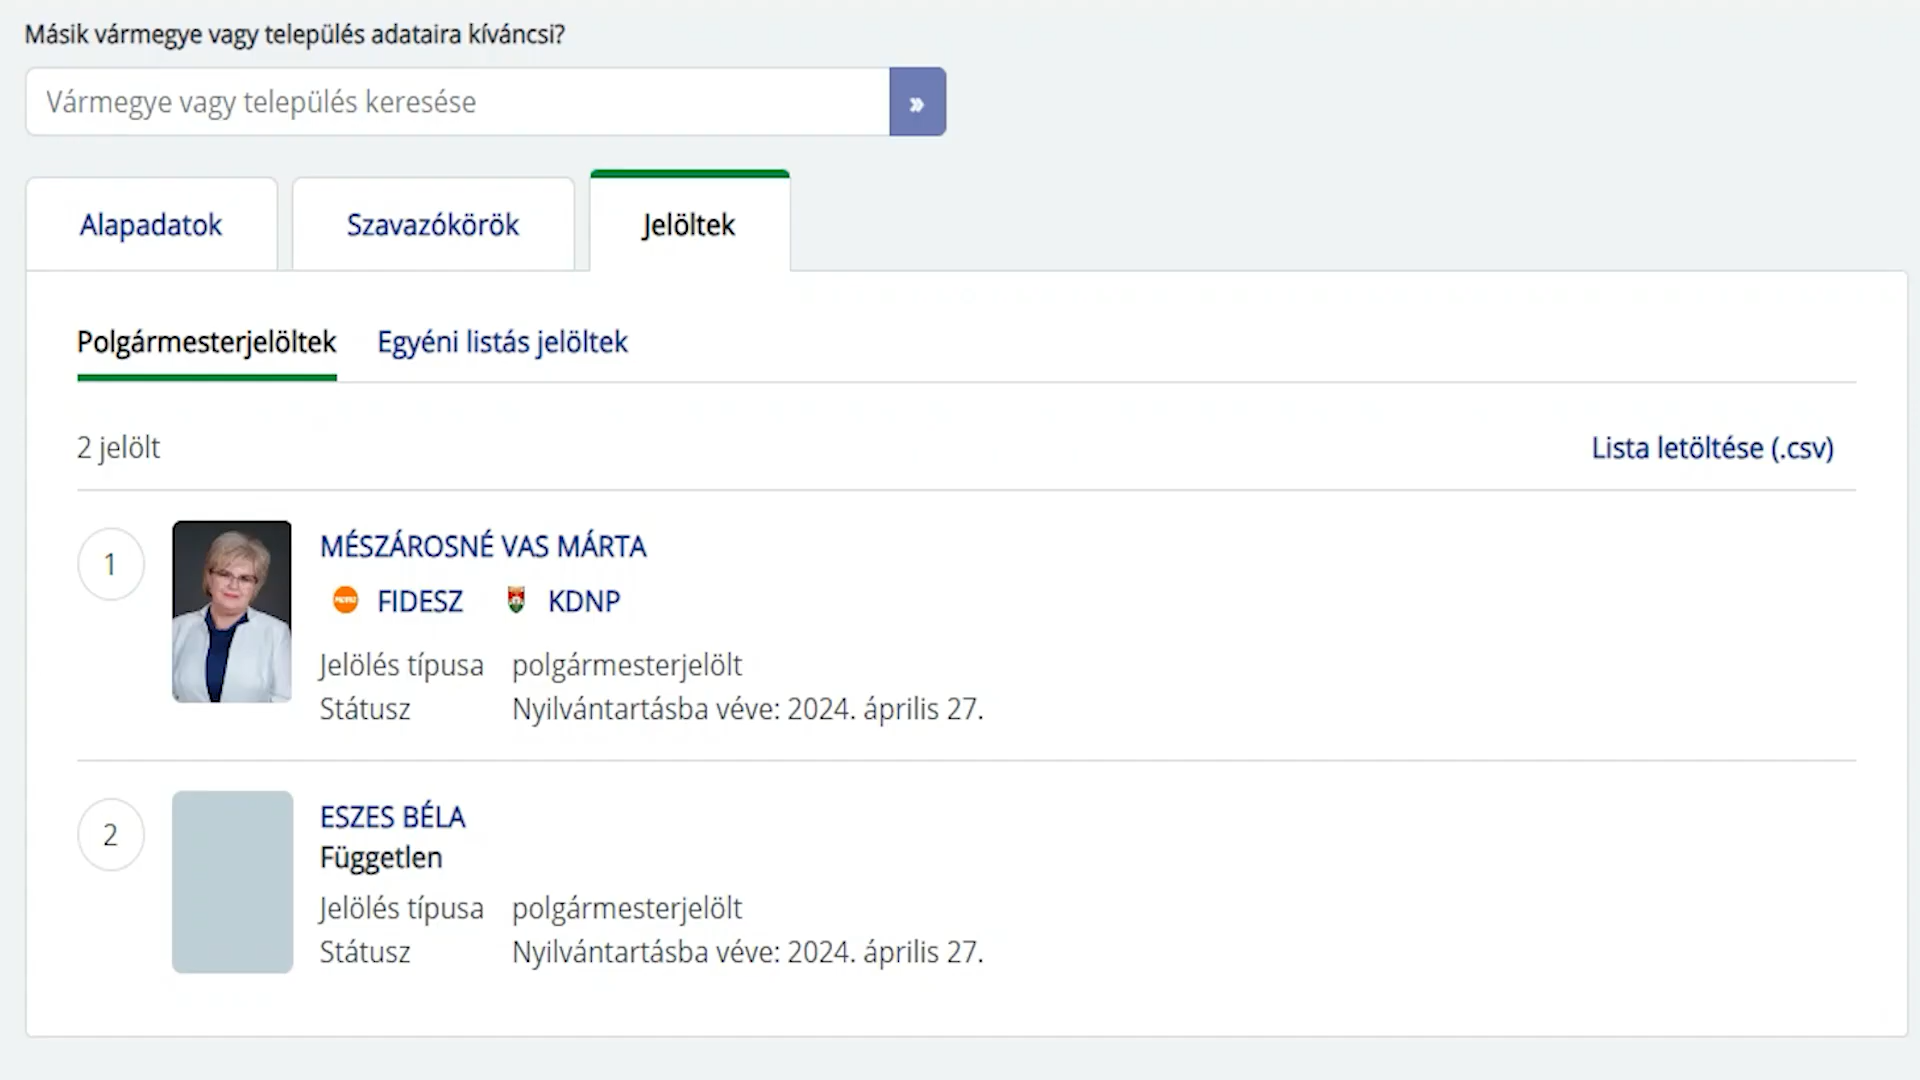 Másik vármegye vagy település adataira kíváncsi?
Vármegye vagy település keresése
»
Alapadatok
Szavazókörök
Jelöltek
Polgármesterjelöltek
Egyéni listás jelöltek
2 jelölt
Lista letöltése (.csv)
1
MÉSZÁROSNÉ VAS MÁRTA
FIDESZ KDNP
Jelölés típusa polgármesterjelölt
Státusz Nyilvántartásba véve: 2024. április 27.
2
ESZES BÉLA
Független
Jelölés típusa polgármesterjelölt
Státusz Nyilvántartásba véve: 2024. április 27.